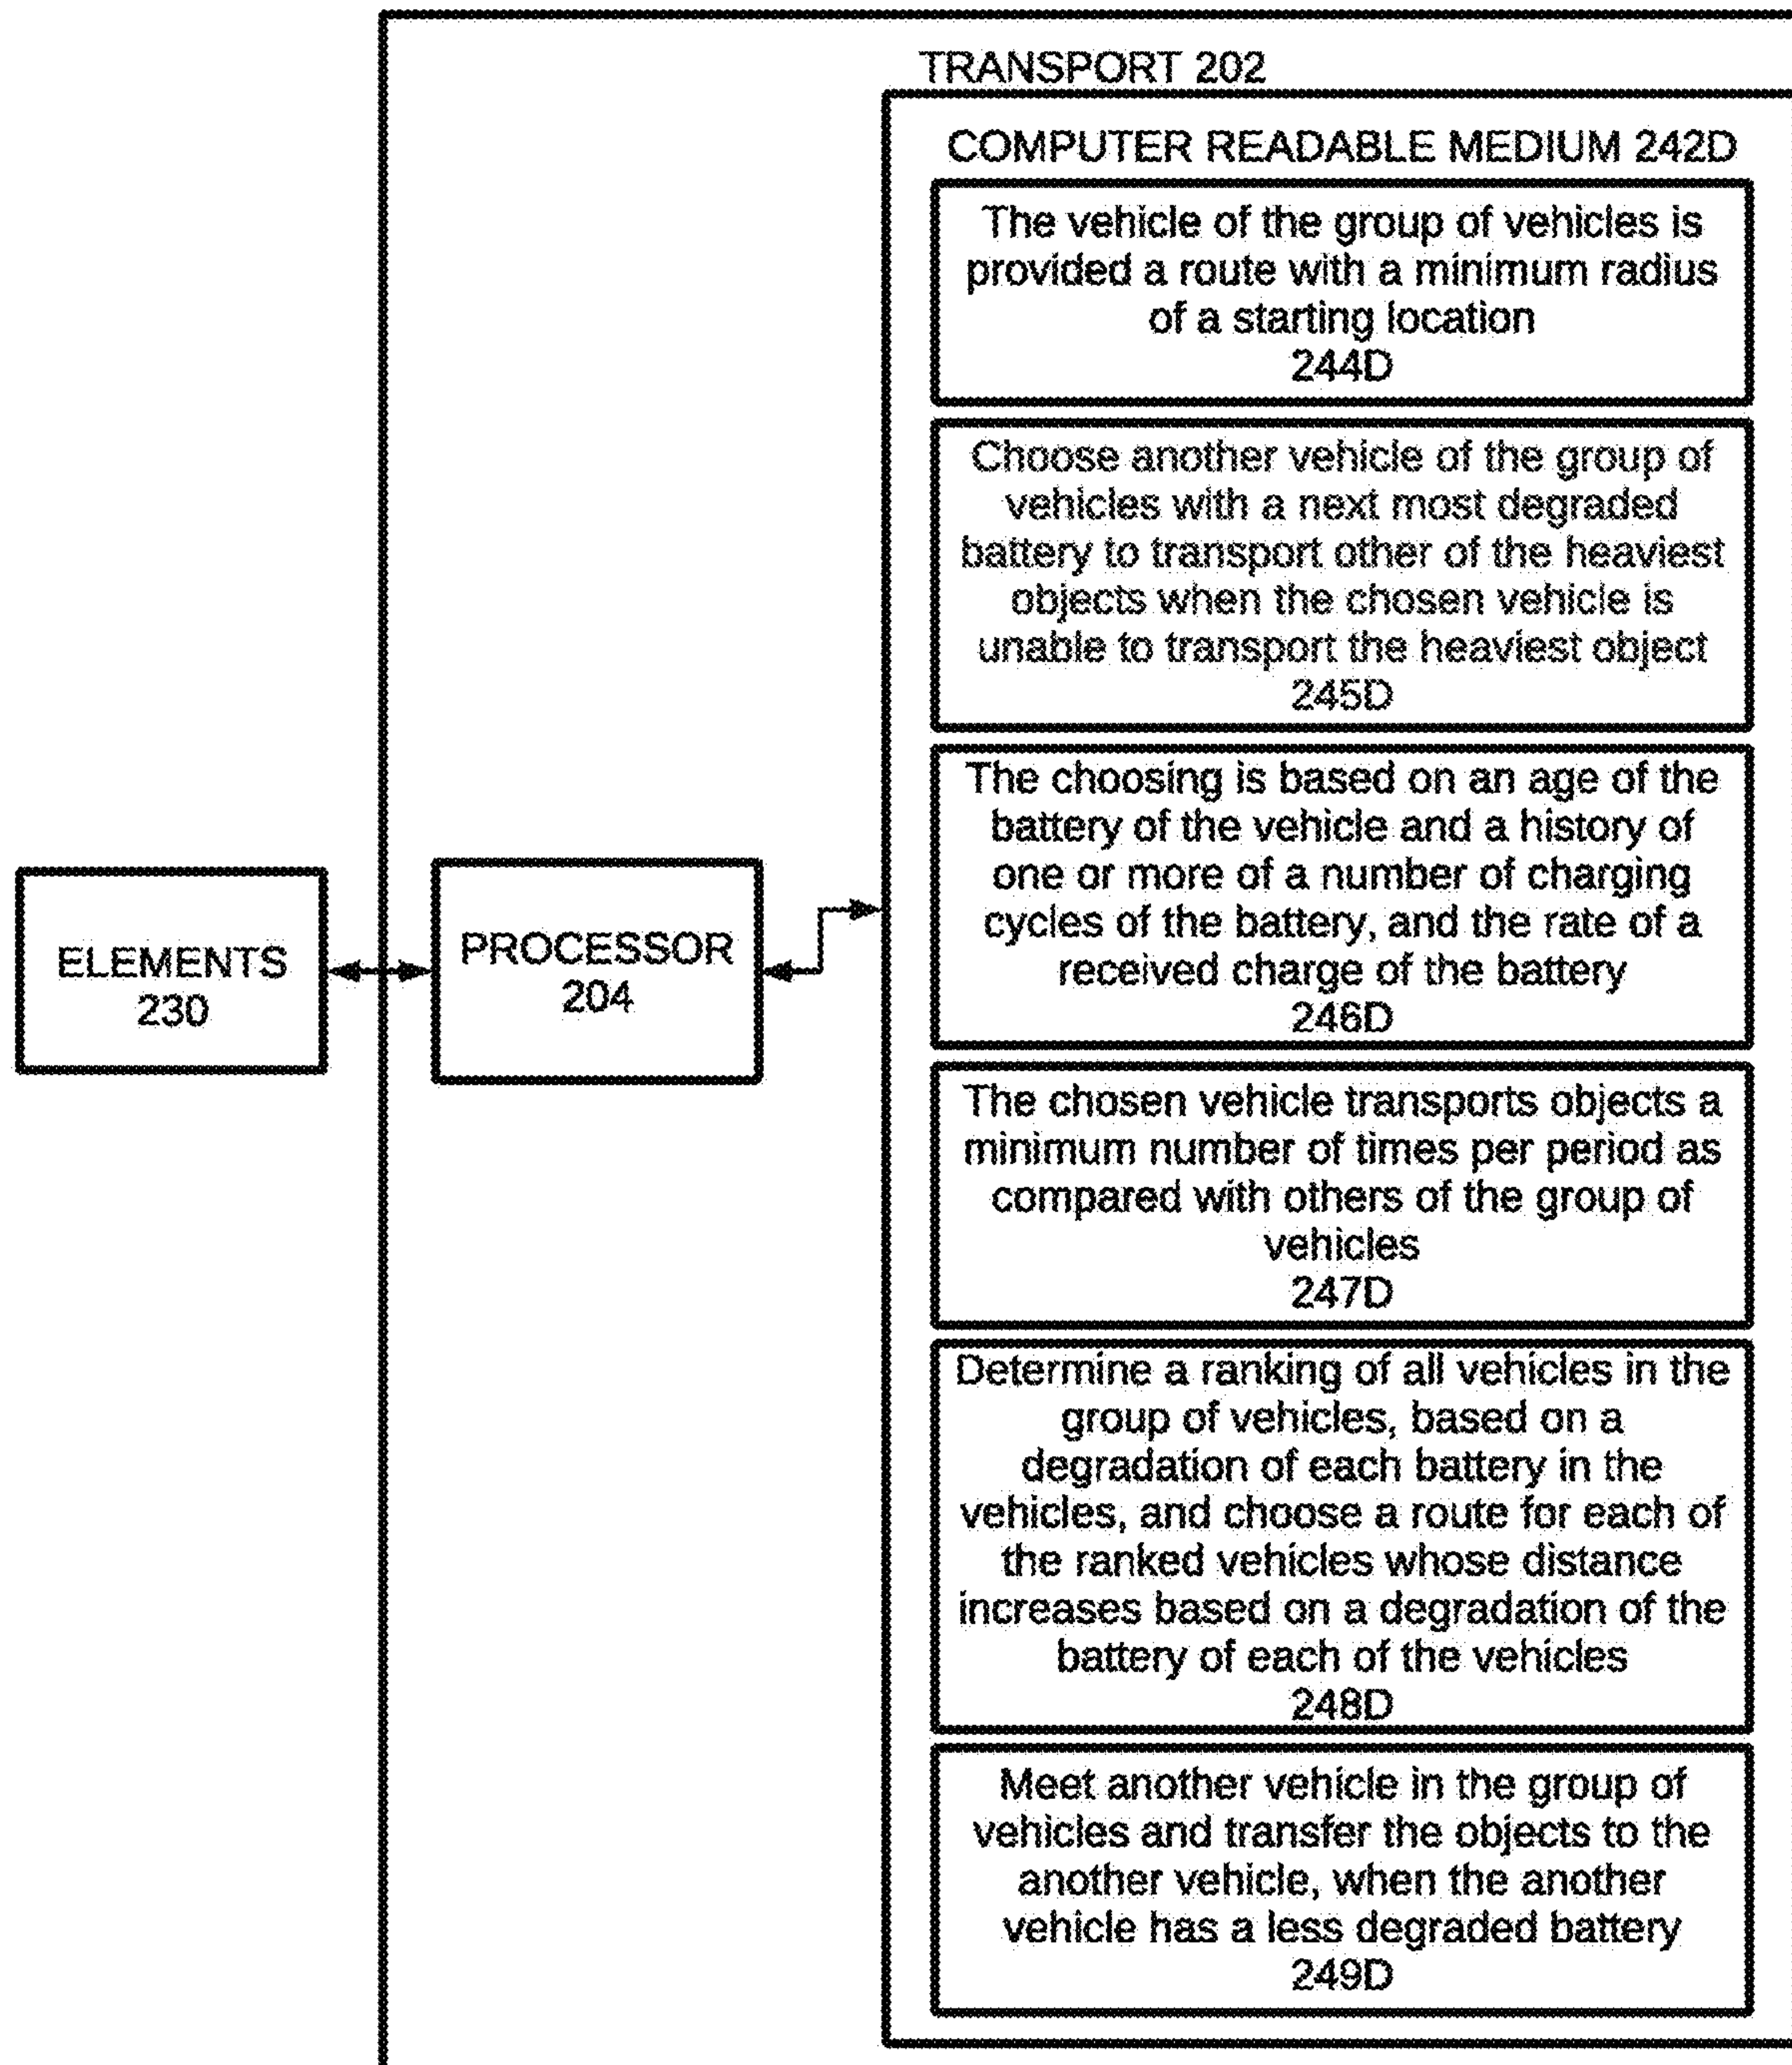 TRANSPORT 202
COMPUTER READABLE MEDIUM 242D
The vehicle of the group of vehicles is
provided a route with a minimum radius
of a starting location
244D
Choose another vehicle of the group of
vehicles with a next most degraded
battery to transport other of the heaviest
objects when the chosen vehicle is
unable to transport the heaviest object
245D
The choosing is based on an age of the
battery of the vehicle and a history of
one or more of a number of charging
cycles of the battery, and the rate of a
received charge of the battery
246D
ELEMENTS
230
PROCESSOR
204
The chosen vehicle transports objects a
minimum number of times per period as
compared with others of the group of
vehicles
247D
Determine a ranking of all vehicles in the
group of vehicles, based on a
degradation of each battery in the
vehicles, and choose a route for each of
the ranked vehicles whose distance
increases based on a degradation of the
battery of each of the vehicles
248D
Meet another vehicle in the group of
vehicles and transfer the objects to the
another vehicle, when the another
vehicle has a less degraded battery
249D